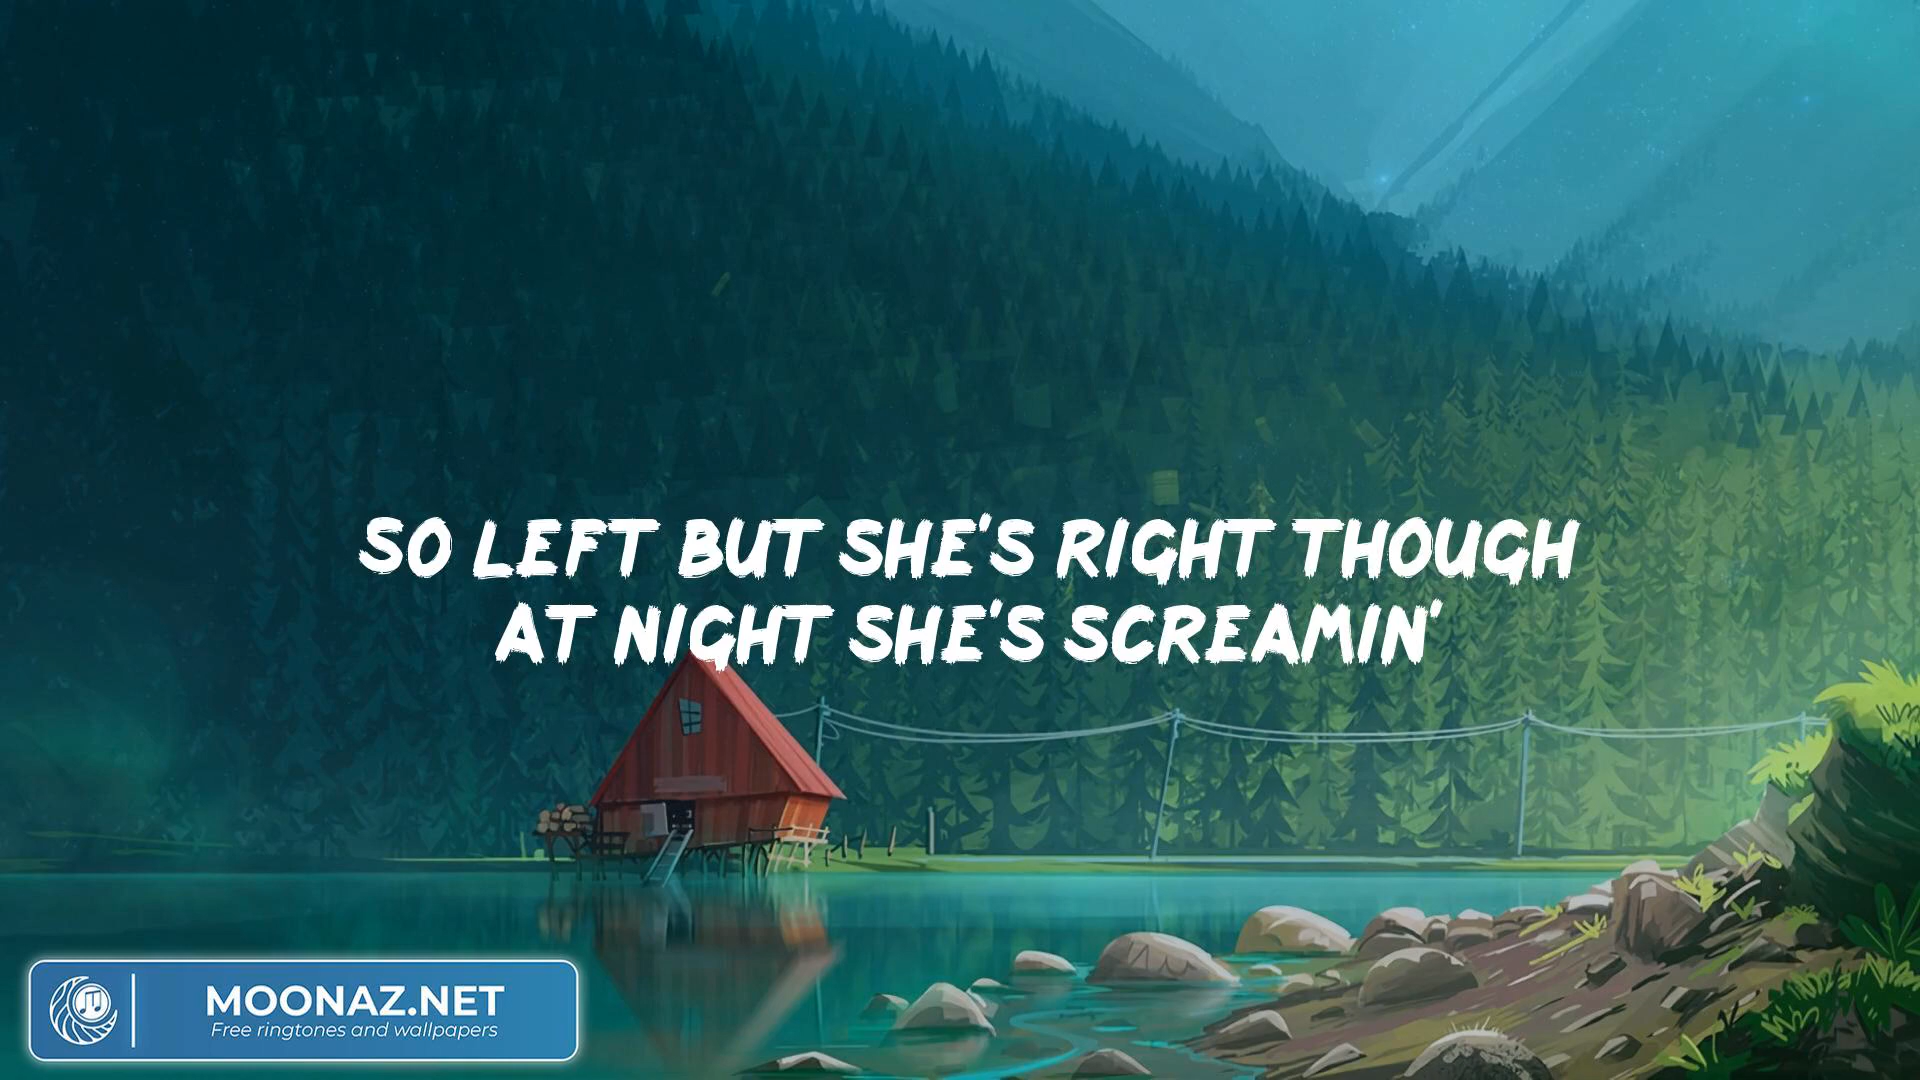 SO LEFT BUT SHE'S RIGHT THOUGH
AT NIGHT SHE'S SCREAMIN'
MOONAZ.NET
Free ringtones and wallpapers